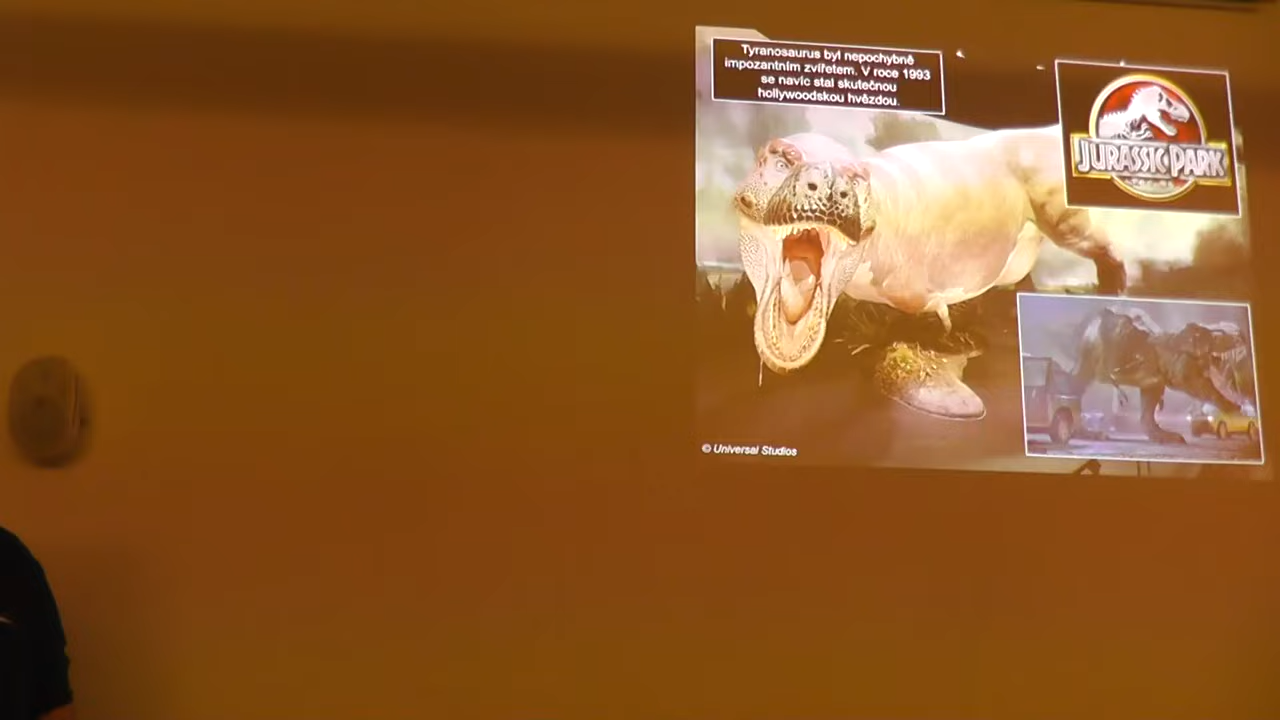 Tyranosaurus byl nepochybně
impozantním zvířetem. V roce 1993
se navíc stal skutečnou
hollywoodskou hvězdou.
JURASSIC PARK
© Universal Studios